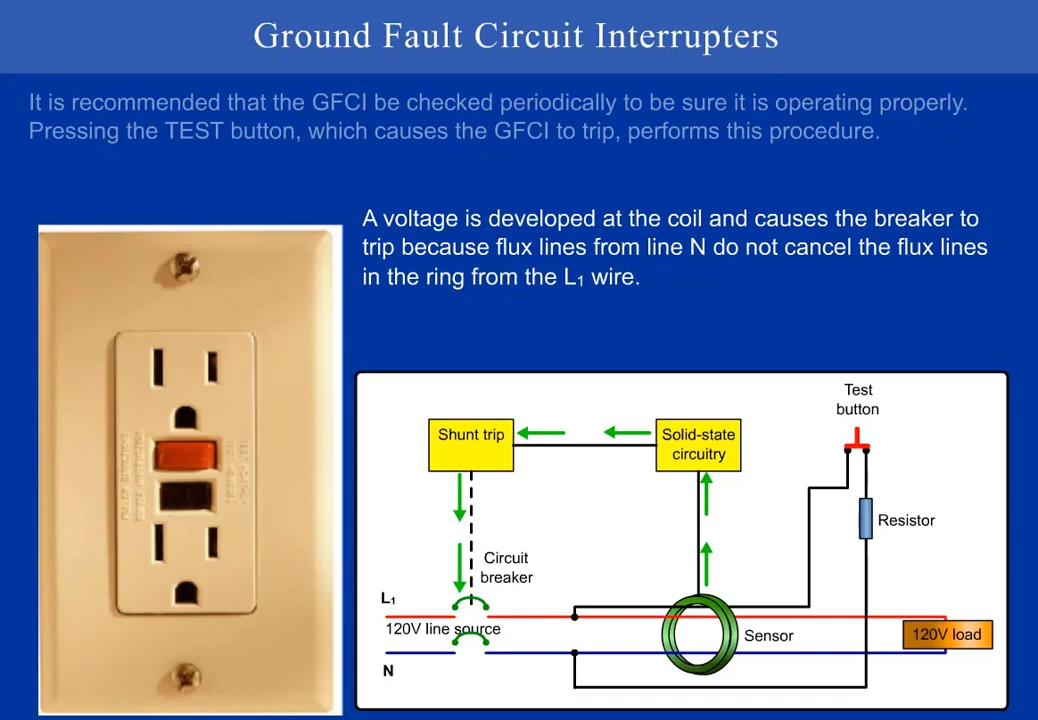 Ground Fault Circuit Interrupters
It is recommended that the GFCI be checked periodically to be sure it is operating properly.
Pressing the TEST button, which causes the GFCI to trip, performs this procedure.
A voltage is developed at the coil and causes the breaker to
trip because flux lines from line N do not cancel the flux lines
in the ring from the L₁ wire.
Test
button
Shunt trip
Solid-state
circuitry
Resistor
Circuit
breaker
L₁
120V line source
Sensor
120V load
N